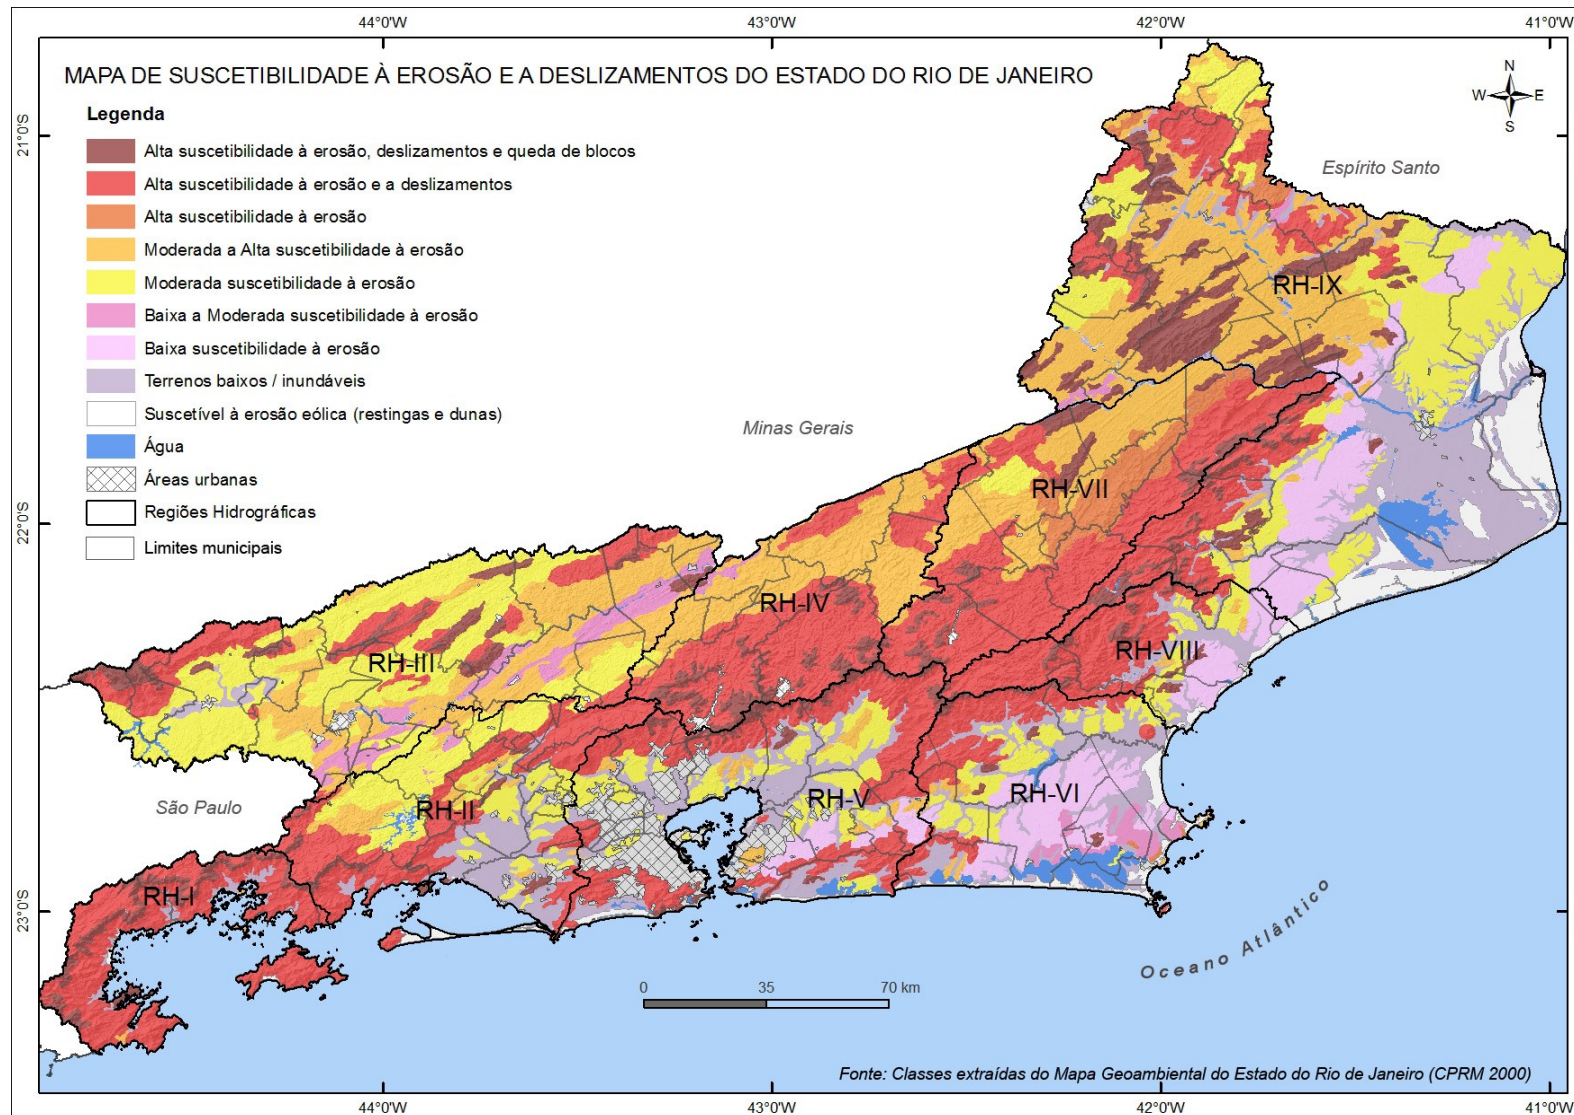 44°0'W 43°0'W 42°0'W 41°0'W
MAPA DE SUSCETIBILIDADE À EROSÃO E A DESLIZAMENTOS DO ESTADO DO RIO DE JANEIRO
N
W E
S
Legenda
Alta suscetibilidade à erosão, deslizamentos e queda de blocos
Alta suscetibilidade à erosão e a deslizamentos
Alta suscetibilidade à erosão
Moderada a Alta suscetibilidade à erosão
Moderada suscetibilidade à erosão
Baixa a Moderada suscetibilidade à erosão
Baixa suscetibilidade à erosão
Terrenos baixos / inundáveis
Suscetível à erosão eólica (restingas e dunas)
Água
Áreas urbanas
Regiões Hidrográficas
Limites municipais
21°0'S
21°0'S
Espírito Santo
RH-IX
Minas Gerais
RH-VII
22°0'S
22°0'S
RH-IV
RH-III
RH-VIII
São Paulo
RH-II
RH-V
RH-VI
RH-I
23°0'S
23°0'S
Oceano Atlântico
0 35 70 km
Fonte: Classes extraídas do Mapa Geoambiental do Estado do Rio de Janeiro (CPRM 2000)
44°0'W 43°0'W 42°0'W 41°0'W